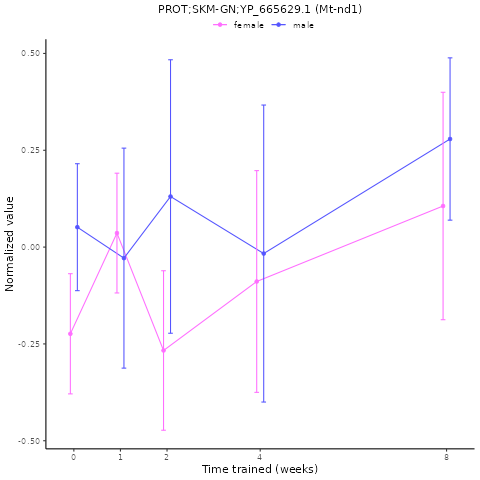 PROT;SKM-GN;YP_665629.1 (Mt-nd1)
female male
0.50
0.25
0.00
-0.25
-0.50
Normalized value
0 1 2 4 8
Time trained (weeks)